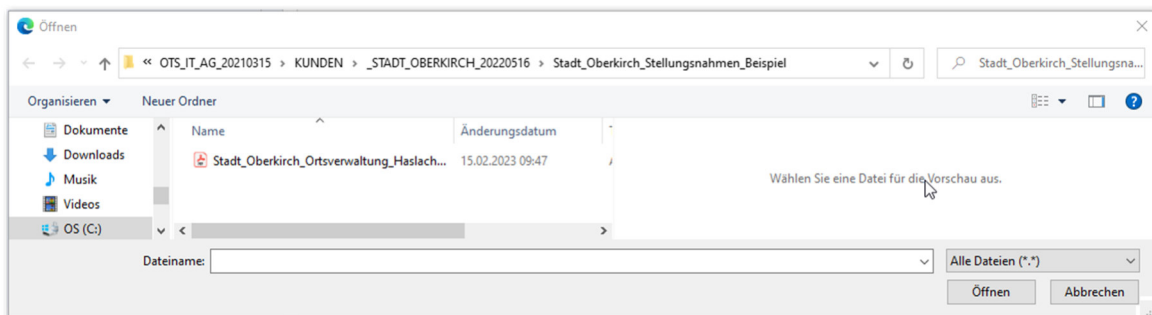 Öffnen
« OTS_IT_AG_20210315 › KUNDEN › _STADT_OBERKIRCH_20220516 › Stadt_Oberkirch_Stellungsnahmen_Beispiel
Stadt_Oberkirch_Stellungsna...
Organisieren
Neuer Ordner
Dokumente
Downloads
Musik
Videos
OS (C:)
Name
Änderungsdatum
Stadt_Oberkirch_Ortsverwaltung_Haslach...
15.02.2023 09:47
Wählen Sie eine Datei für die Vorschau aus.
Dateiname:
Alle Dateien (*.*)
Öffnen
Abbrechen